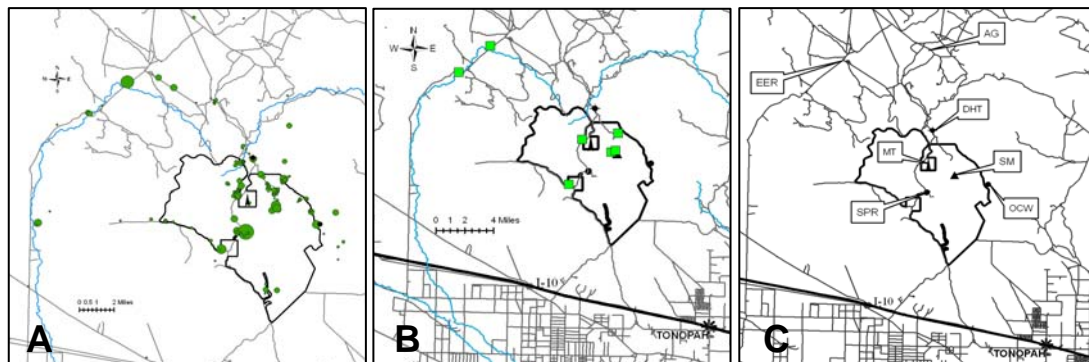 N
W E
S
0 0.5 1 2 Miles
A
N
W E
S
0 1 2 4 Miles
I-10
TONOPAH
B
AG
EER
DHT
MT
SM
SPR
OCW
I-10
TONOPAH
C